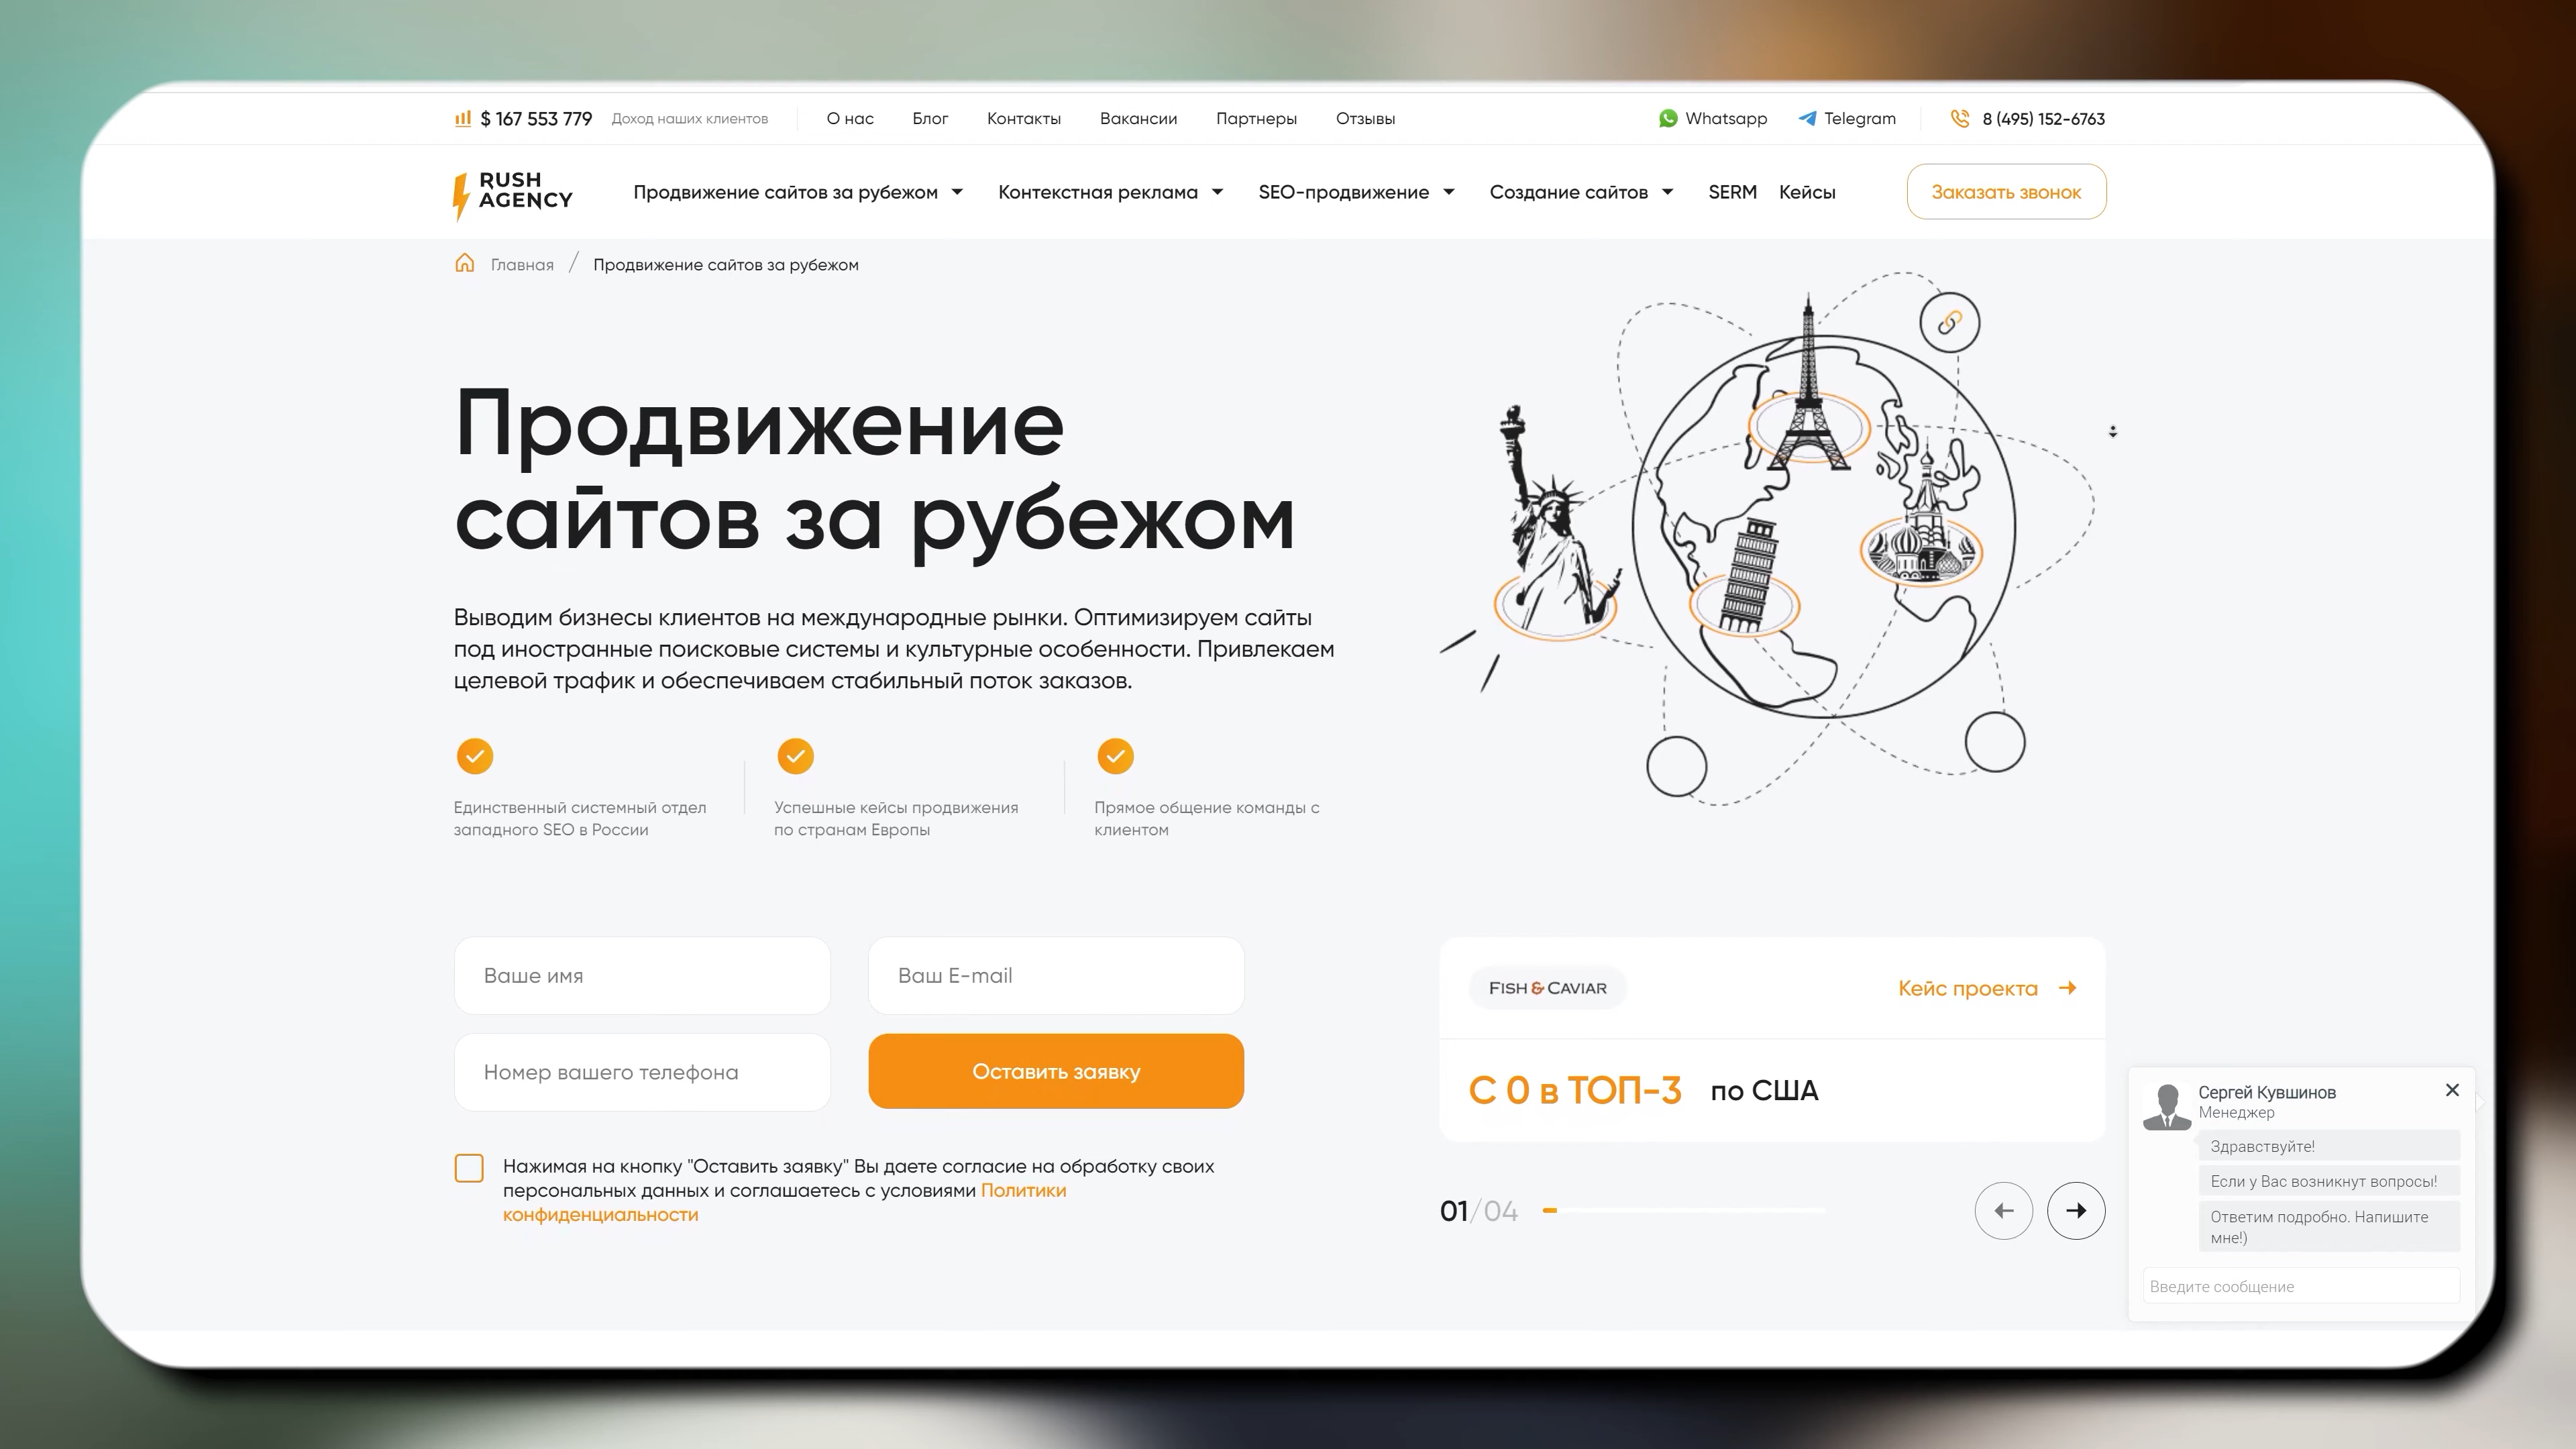 $ 167 553 779 Доход наших клиентов О нас Блог Контакты Вакансии Партнеры Отзывы Whatsapp Telegram 8 (495) 152-6763
RUSH
AGENCY
Продвижение сайтов за рубежом Контекстная реклама SEO-продвижение Создание сайтов SERM Кейсы Заказать звонок
Главная / Продвижение сайтов за рубежом
Продвижение
сайтов за рубежом
Выводим бизнесы клиентов на международные рынки. Оптимизируем сайты
под иностранные поисковые системы и культурные особенности. Привлекаем
целевой трафик и обеспечиваем стабильный поток заказов.
Единственный системный отдел
западного SEO в России
Успешные кейсы продвижения
по странам Европы
Прямое общение команды с
клиентом
Ваше имя
Ваш E-mail
Номер вашего телефона
Оставить заявку
Нажимая на кнопку "Оставить заявку" Вы даете согласие на обработку своих
персональных данных и соглашаетесь с условиями Политики
конфиденциальности
FISH & CAVIAR
Кейс проекта
С 0 в ТОП-3 по США
01/04
Сергей Кувшинов
Менеджер
Здравствуйте!
Если у Вас возникнут вопросы!
Ответим подробно. Напишите
мне!)
Введите сообщение